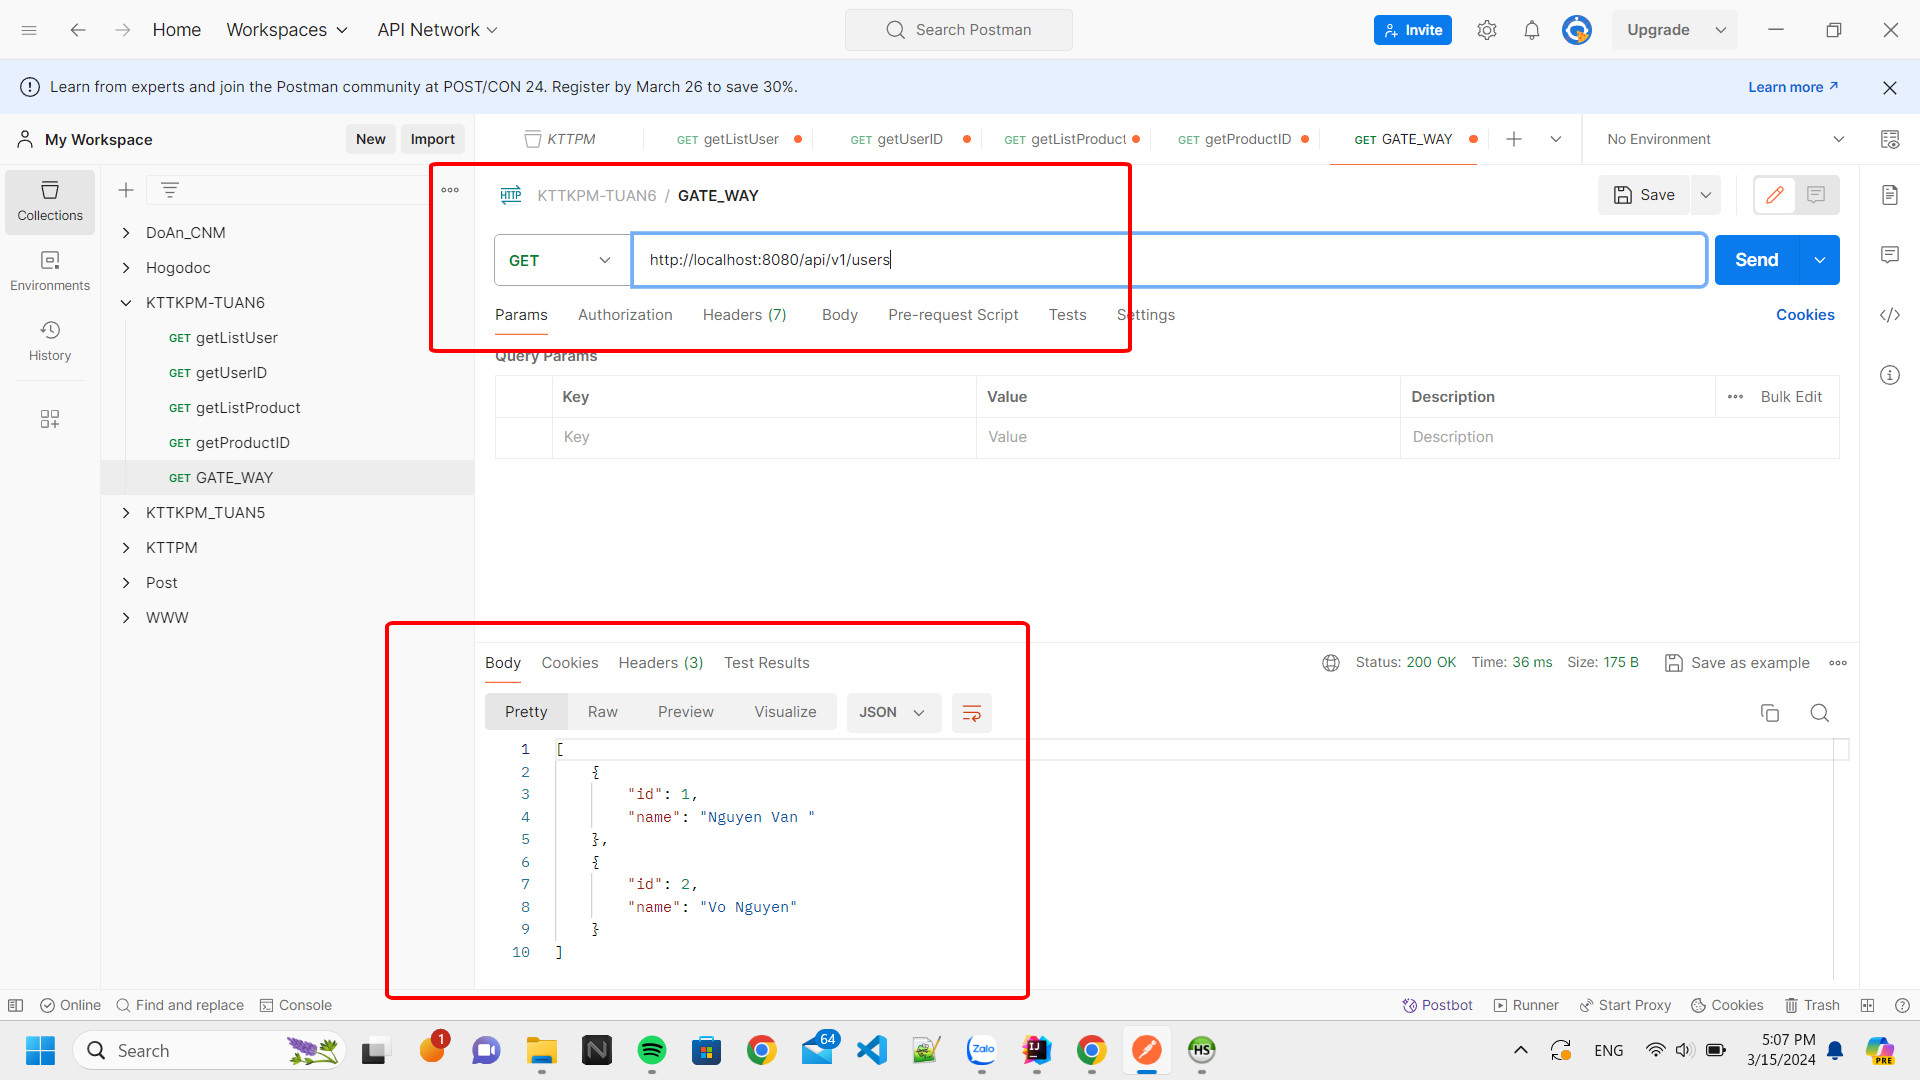 Home Workspaces API Network Search Postman Invite Upgrade
Learn from experts and join the Postman community at POST/CON 24. Register by March 26 to save 30%. Learn more
My Workspace New Import KTTPM GET getListUser GET getUserID GET getListProduct GET getProductID GET GATE_WAY No Environment
HTTP KTTKPM-TUAN6 / GATE_WAY Save
Collections
Environments
History
DoAn_CNM
Hogodoc
KTTKPM-TUAN6
GET getListUser
GET getUserID
GET getListProduct
GET getProductID
GET GATE_WAY
KTTKPM_TUAN5
KTTPM
Post
WWW
GET http://localhost:8080/api/v1/users Send
Params Authorization Headers (7) Body Pre-request Script Tests Settings Cookies
Query Params
Key Value Description Bulk Edit
Key Value Description
Body Cookies Headers (3) Test Results Status: 200 OK Time: 36 ms Size: 175 B Save as example
Pretty Raw Preview Visualize JSON
1 [
2 {
3 "id": 1,
4 "name": "Nguyen Van "
5 },
6 {
7 "id": 2,
8 "name": "Vo Nguyen"
9 }
10 ]
Online Find and replace Console Postbot Runner Start Proxy Cookies Trash
Search 1 64 Zalo IJ HS ENG 5:07 PM PRE
3/15/2024